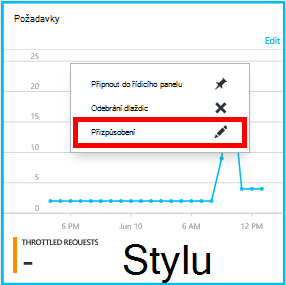 Požadavky
Edit
25
Připnout do řídicího panelu
20
Odebrání dlaždic
15
Přizpůsobení
10
5
0
6 PM Jun 10 6 AM 12 PM
THROTTLED REQUESTS
-
Stylu